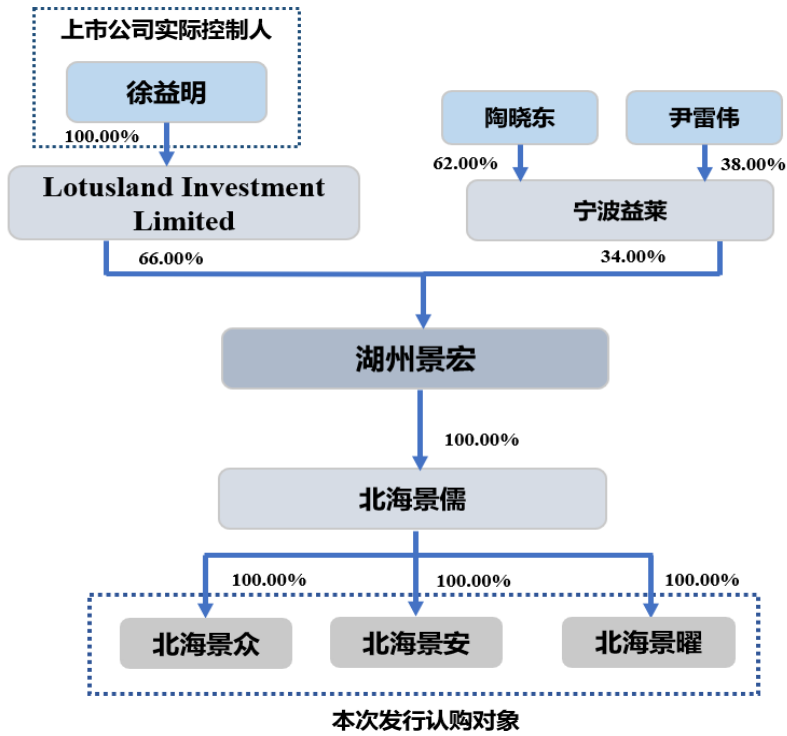 上市公司实际控制人
徐益明
陶晓东
尹雷伟
100.00%
62.00%
38.00%
Lotusland Investment
Limited
宁波益莱
66.00%
34.00%
湖州景宏
100.00%
北海景儒
100.00%
100.00%
100.00%
北海景众
北海景安
北海景曜
本次发行认购对象